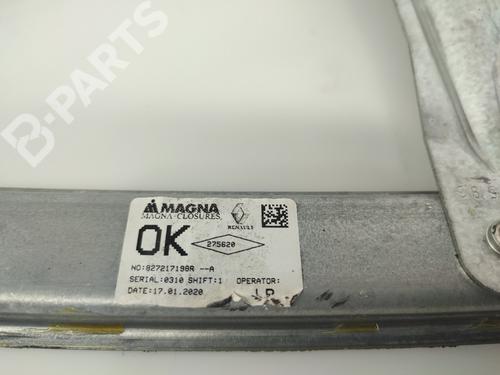 B-PARTS
MAGNA
MAGNA CLOSURES
RENAULT
OK
275620
NO:827217198R --A
SERIAL:0310 SHIFT:1 OPERATOR:
DATE:17.01.2020